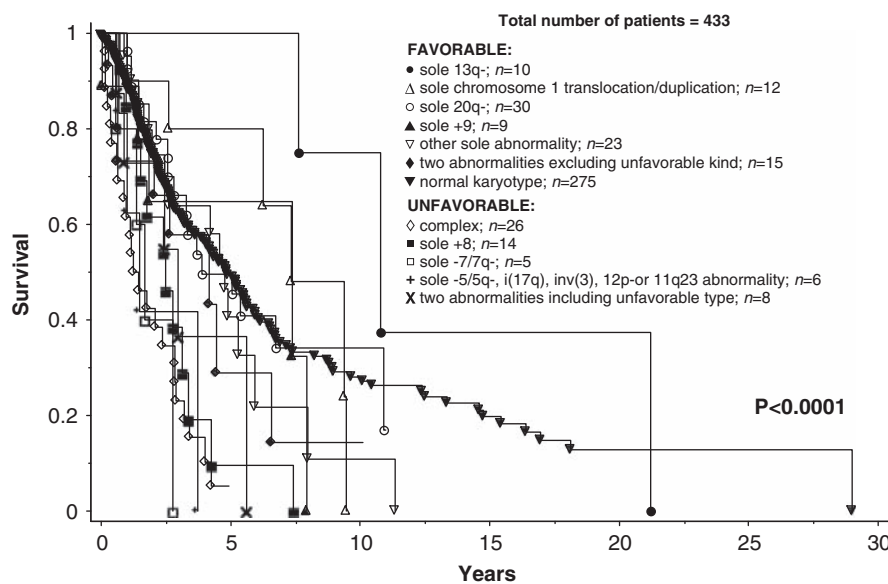 Total number of patients = 433
FAVORABLE:
sole 13q-; n=10
sole chromosome 1 translocation/duplication; n=12
sole 20q-; n=30
sole +9; n=9
other sole abnormality; n=23
two abnormalities excluding unfavorable kind; n=15
normal karyotype; n=275
UNFAVORABLE:
complex; n=26
sole +8; n=14
sole -7/7q-; n=5
sole -5/5q-, i(17q), inv(3), 12p-or 11q23 abnormality; n=6
two abnormalities including unfavorable type; n=8
P<0.0001
Survival
1
0.8
0.6
0.4
0.2
0
0 5 10 15 20 25 30
Years